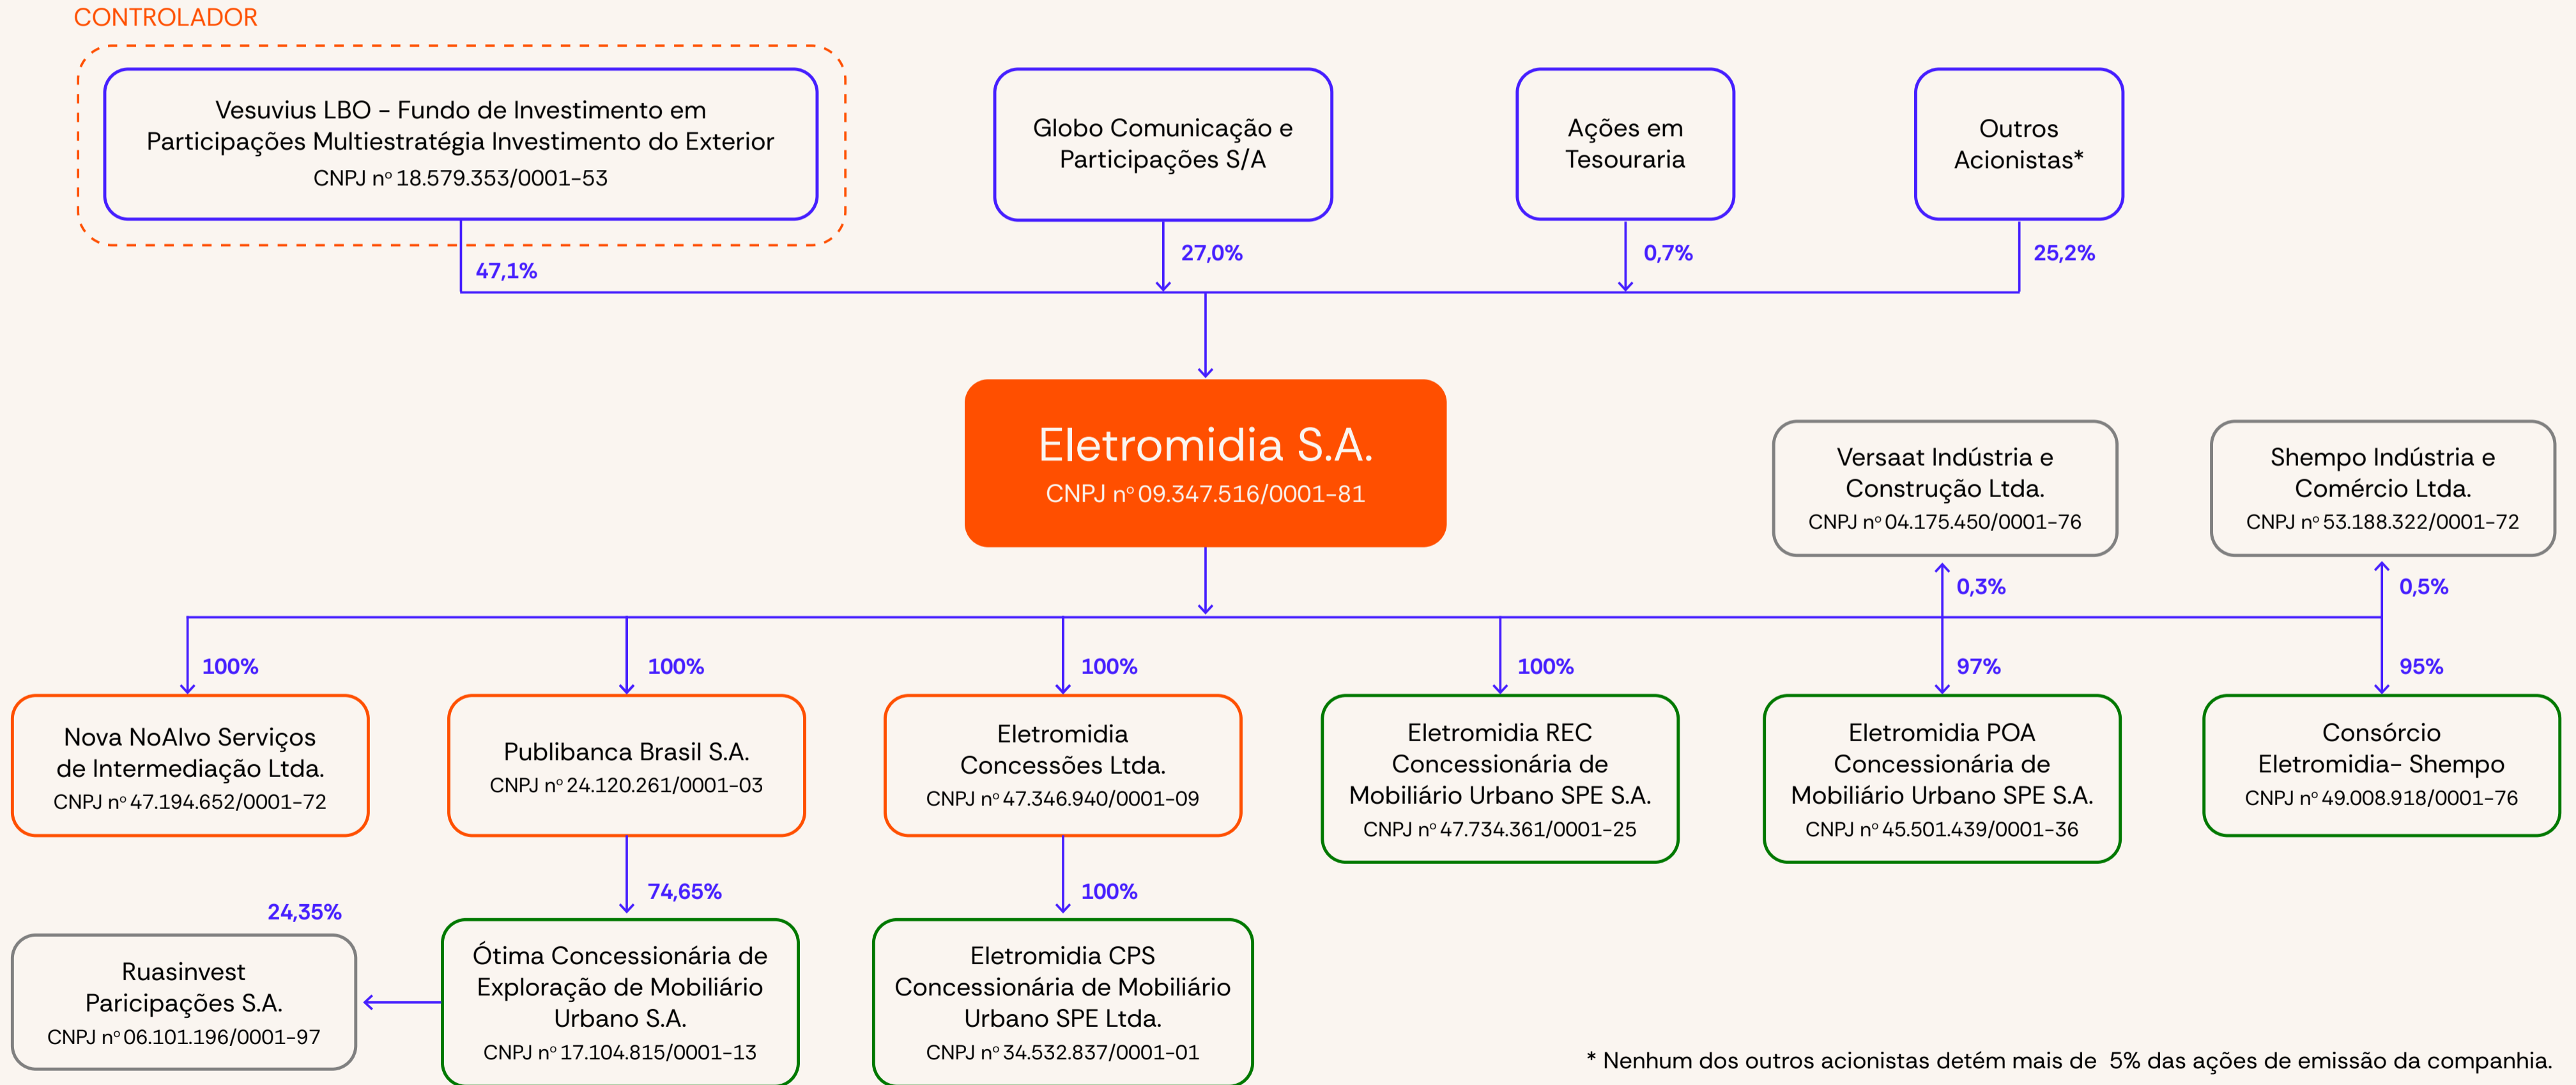 CONTROLADOR
Vesuvius LBO - Fundo de Investimento em
Participações Multiestratégia Investimento do Exterior
CNPJ nº 18.579.353/0001-53
Globo Comunicação e
Participações S/A
Ações em
Tesouraria
Outros
Acionistas*
47,1%
27,0%
0,7%
25,2%
Eletromidia S.A.
CNPJ nº 09.347.516/0001-81
Versaat Indústria e
Construção Ltda.
CNPJ nº 04.175.450/0001-76
Shempo Indústria e
Comércio Ltda.
CNPJ nº 53.188.322/0001-72
0,3%
0,5%
100%
100%
100%
100%
97%
95%
Nova NoAlvo Serviços
de Intermediação Ltda.
CNPJ nº 47.194.652/0001-72
Publibanca Brasil S.A.
CNPJ nº 24.120.261/0001-03
Eletromidia
Concessões Ltda.
CNPJ nº 47.346.940/0001-09
Eletromidia REC
Concessionária de
Mobiliário Urbano SPE S.A.
CNPJ nº 47.734.361/0001-25
Eletromidia POA
Concessionária de
Mobiliário Urbano SPE S.A.
CNPJ nº 45.501.439/0001-36
Consórcio
Eletromidia- Shempo
CNPJ nº 49.008.918/0001-76
74,65%
100%
24,35%
Ruasinvest
Paricipações S.A.
CNPJ nº 06.101.196/0001-97
Ótima Concessionária de
Exploração de Mobiliário
Urbano S.A.
CNPJ nº 17.104.815/0001-13
Eletromidia CPS
Concessionária de Mobiliário
Urbano SPE Ltda.
CNPJ nº 34.532.837/0001-01
* Nenhum dos outros acionistas detém mais de 5% das ações de emissão da companhia.